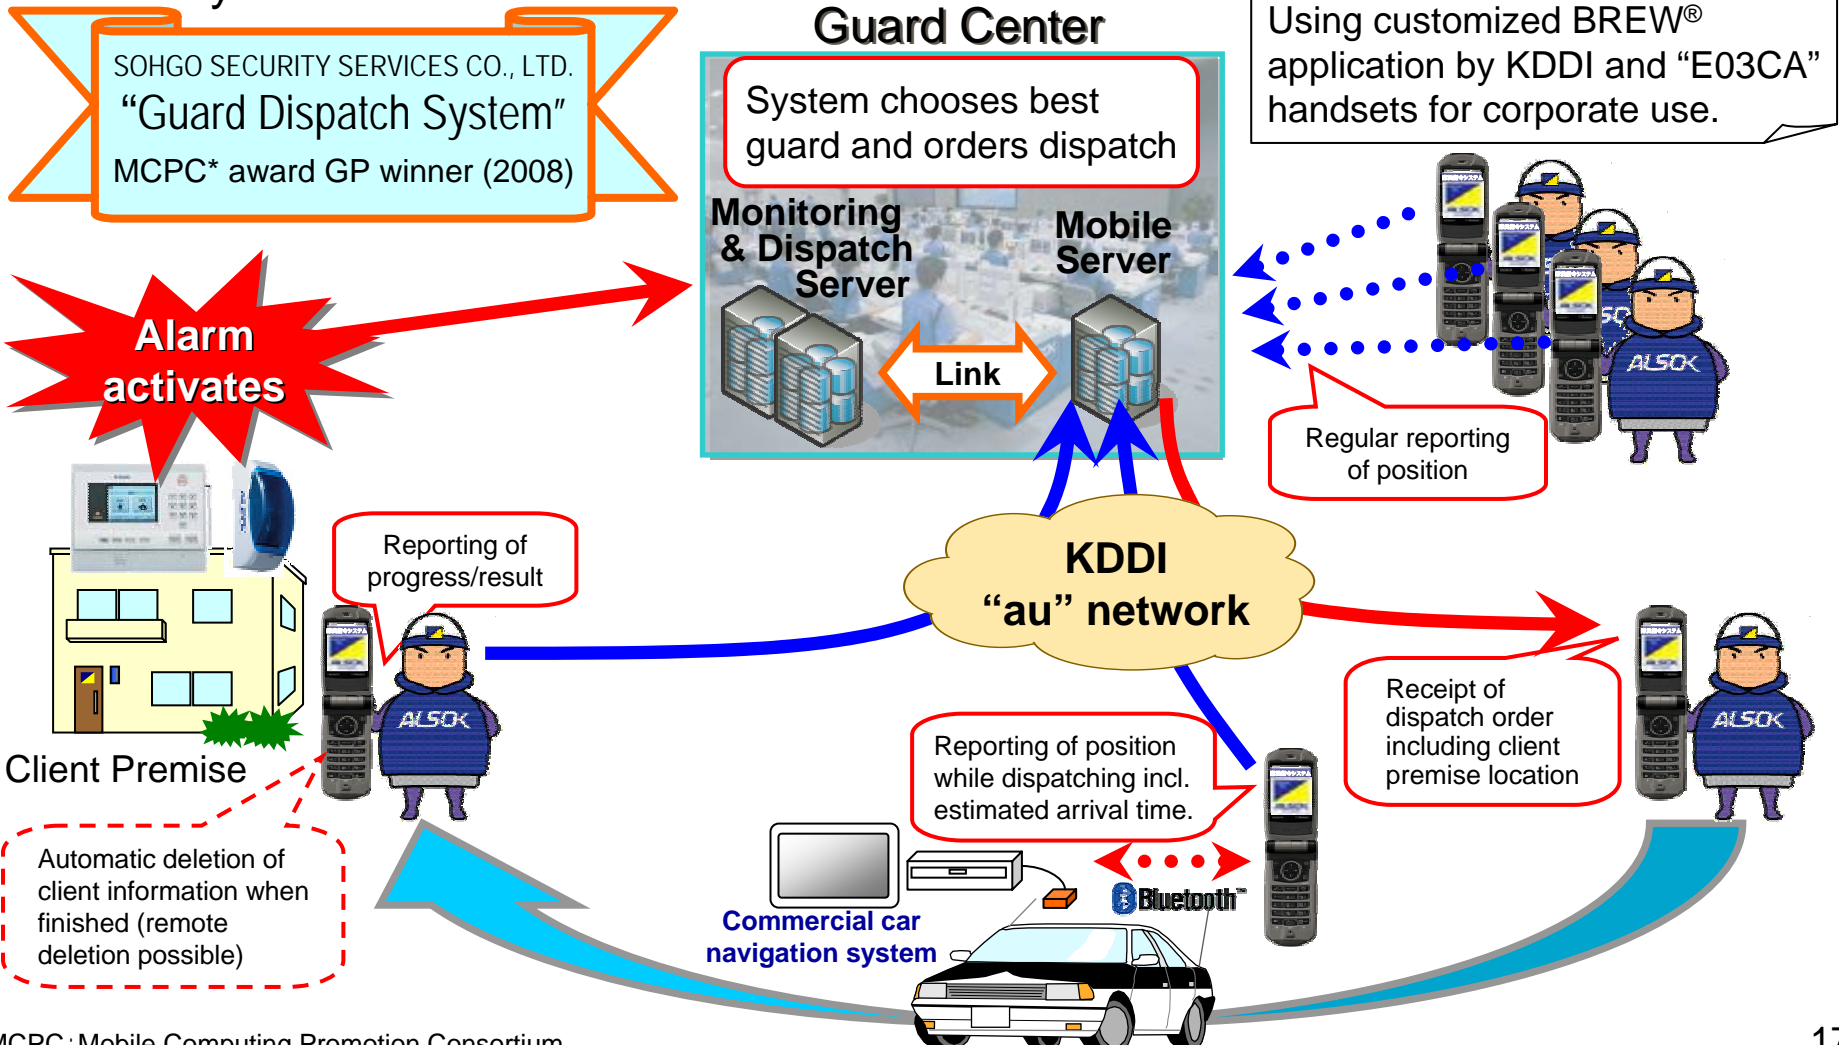 SOHGO SECURITY SERVICES CO., LTD.
“Guard Dispatch System”
MCPC* award GP winner (2008)
Guard Center
System chooses best
guard and orders dispatch
Monitoring
& Dispatch
Server
Mobile
Server
Link
Using customized BREW®
application by KDDI and “E03CA”
handsets for corporate use.
Alarm
activates
ALSOK
Regular reporting
of position
Reporting of
progress/result
KDDI
“au” network
ALSOK
ALSOK
Client Premise
Receipt of
dispatch order
including client
premise location
Reporting of position
while dispatching incl.
estimated arrival time.
Automatic deletion of
client information when
finished (remote
deletion possible)
Bluetooth™
Commercial car
navigation system
MCPC: Mobile Computing Promotion Consortium
17